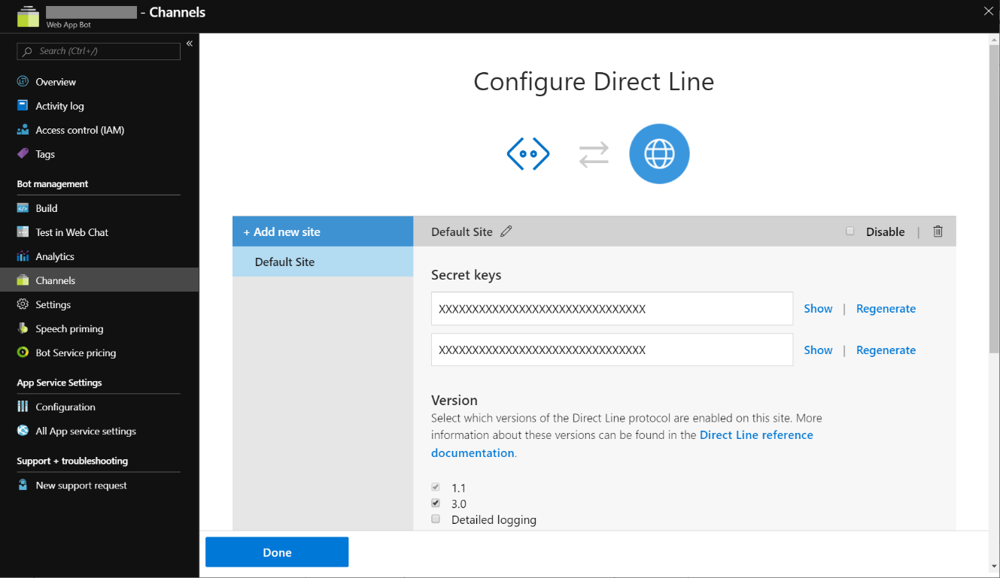 - Channels
Web App Bot
Search (Ctrl+/)
«
Overview
Activity log
Access control (IAM)
Tags
Bot management
Build
Test in Web Chat
Analytics
Channels
Settings
Speech priming
Bot Service pricing
App Service Settings
Configuration
All App service settings
Support + troubleshooting
New support request
Configure Direct Line
+ Add new site
Default Site
Default Site
Disable |
Secret keys
XXXXXXXXXXXXXXXXXXXXXXXXXXXXXXX Show | Regenerate
XXXXXXXXXXXXXXXXXXXXXXXXXXXXXXX Show | Regenerate
Version
Select which versions of the Direct Line protocol are enabled on this site. More
information about these versions can be found in the Direct Line reference
documentation.
1.1
3.0
Detailed logging
Done